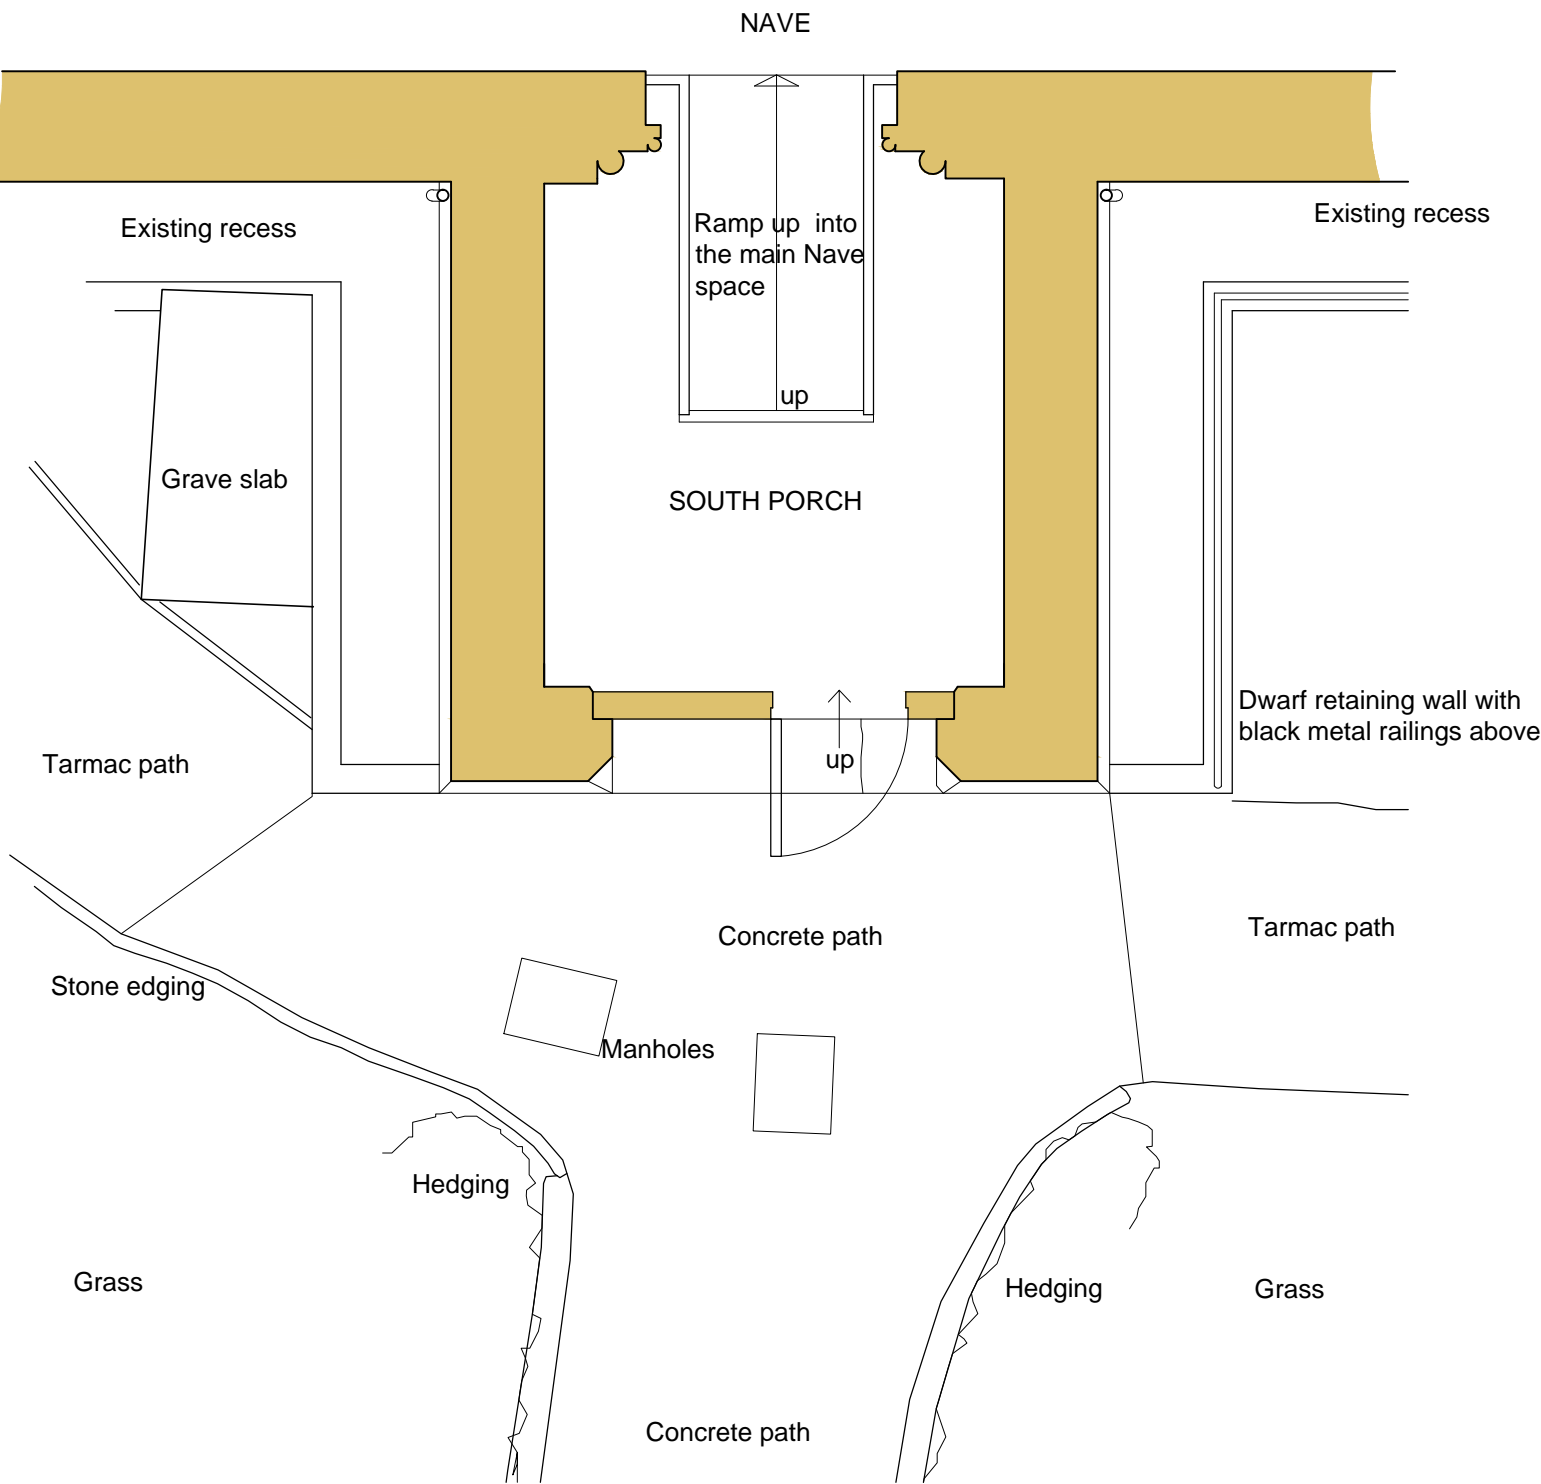 NAVE
Existing recess
Ramp up into
the main Nave
space
Existing recess
up
Grave slab
SOUTH PORCH
Dwarf retaining wall with
black metal railings above
Tarmac path
up
Concrete path
Tarmac path
Stone edging
Manholes
Hedging
Grass
Hedging
Grass
Concrete path